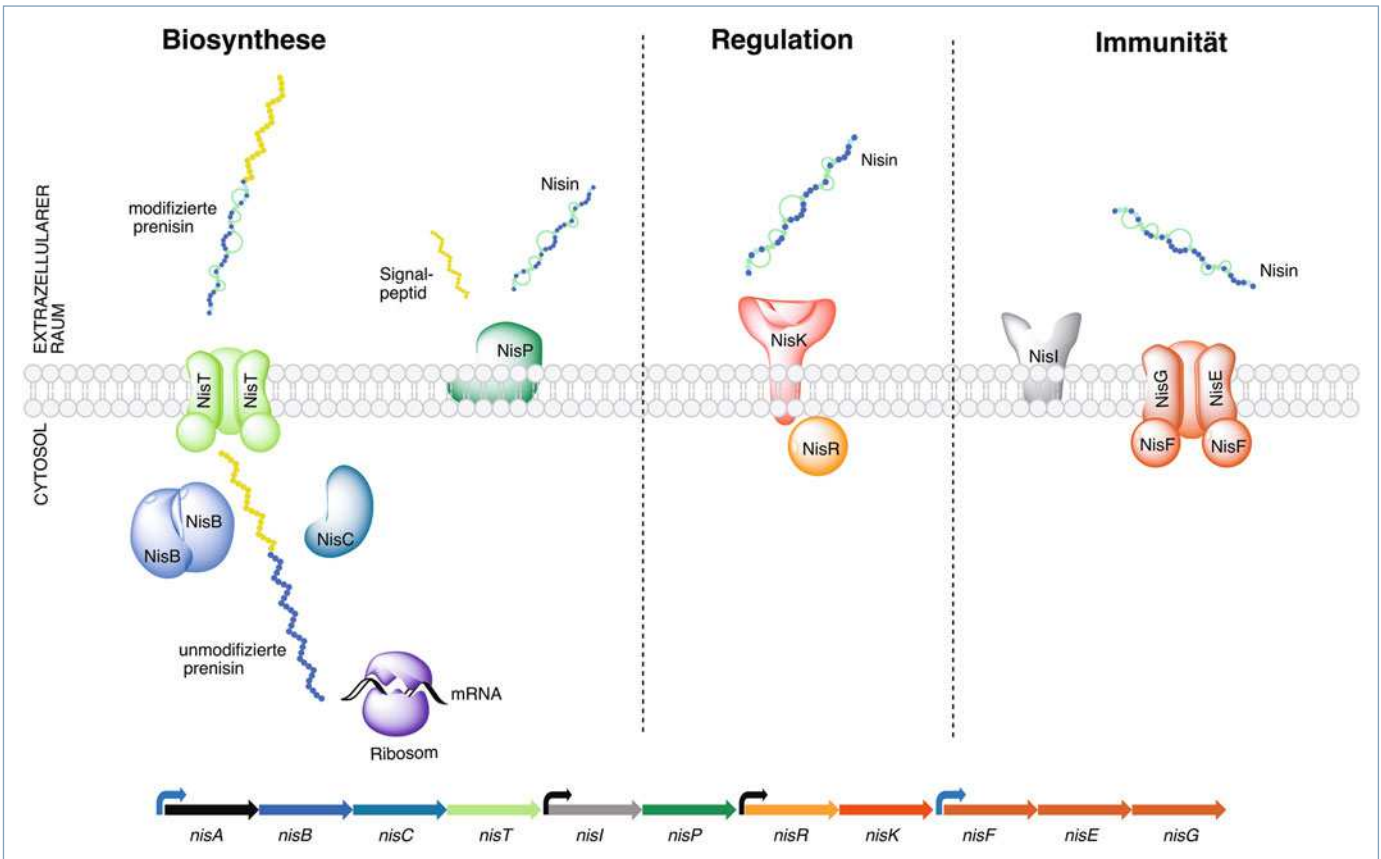 Biosynthese
Regulation
Immunität
EXTRAZELLULARER
RAUM
CYTOSOL
modifizierte
prenisin
Signal-
peptid
Nisin
NisT
NisT
NisP
NisB
NisB
NisC
unmodifizierte
prenisin
mRNA
Ribosom
Nisin
NisK
NisR
Nisin
NisI
NisG
NisE
NisF
NisF
nisA nisB nisC nisT nisI nisP nisR nisK nisF nisE nisG